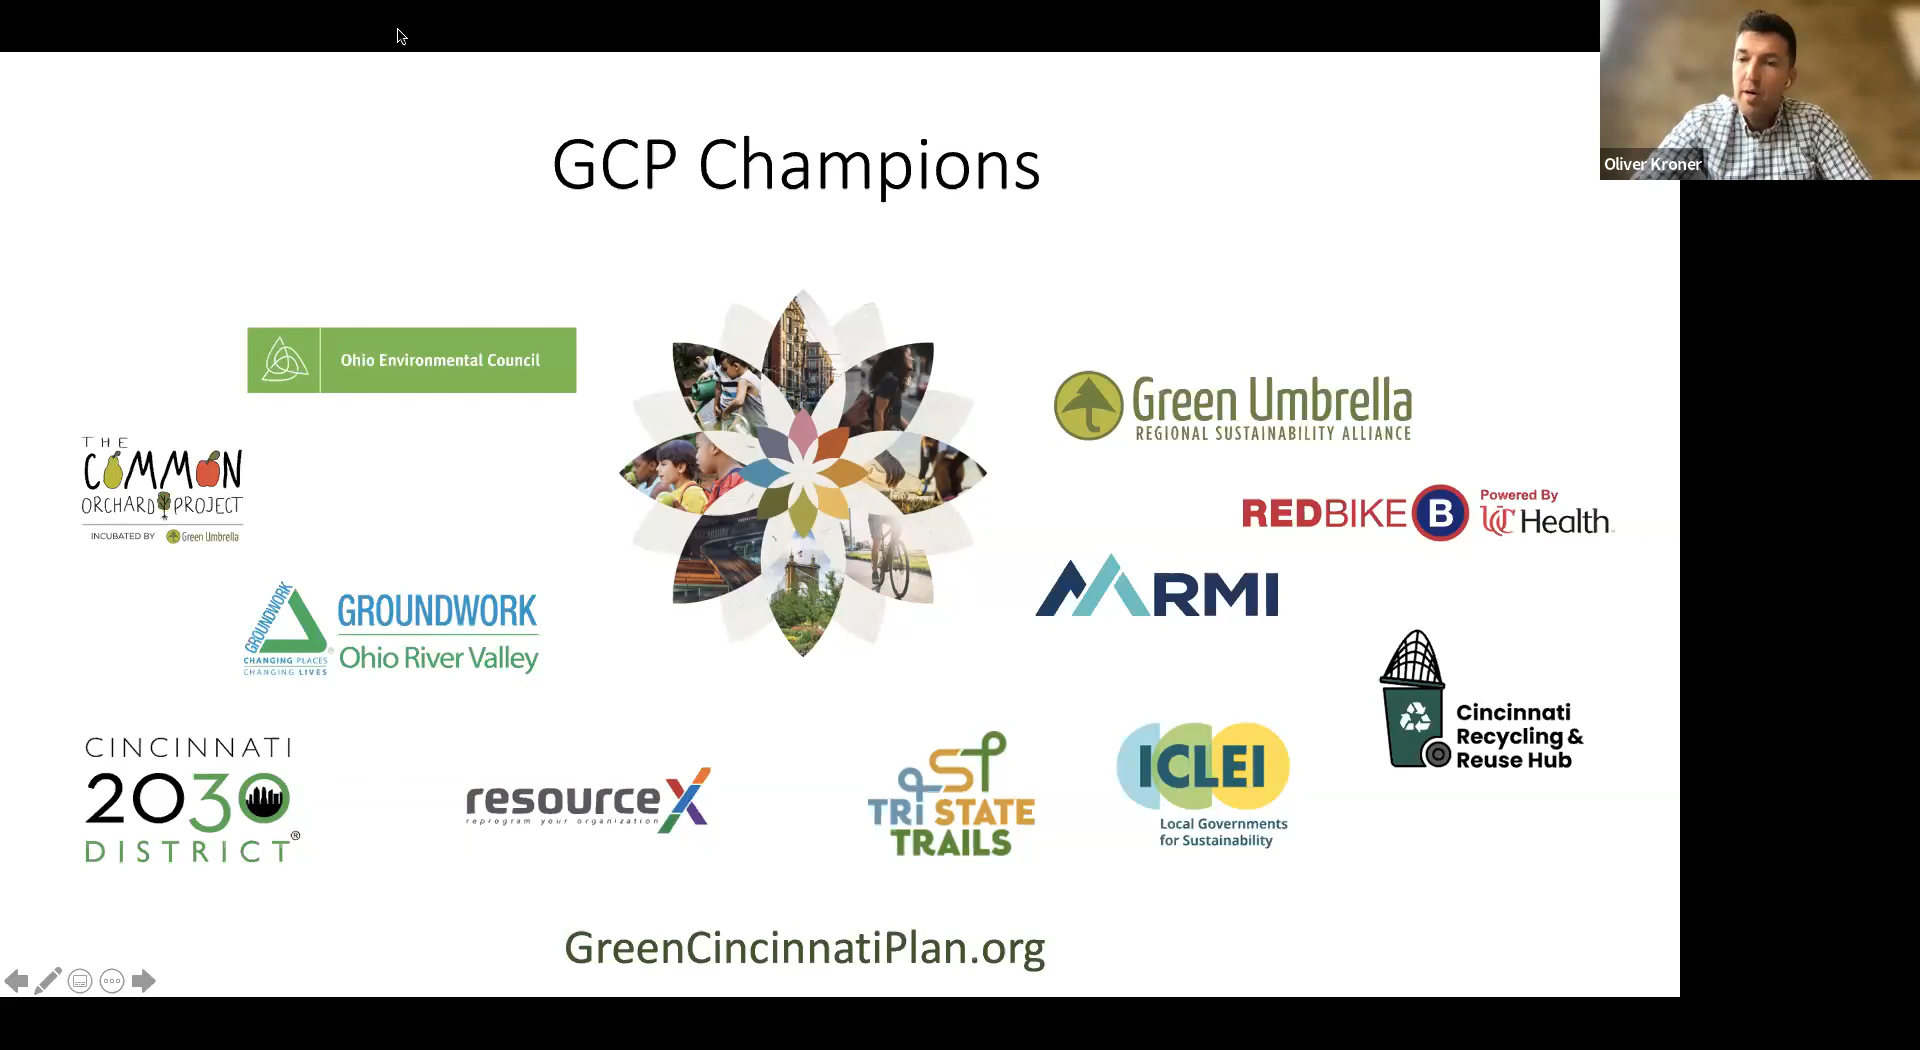 Oliver Kroner
GCP Champions
Ohio Environmental Council
THE
COMMON
ORCHARD PROJECT
INCUBATED BY Green Umbrella
Green Umbrella
REGIONAL SUSTAINABILITY ALLIANCE
REDBIKE B Powered By
UC Health
RMI
GROUNDWORK
CHANGING PLACES
CHANGING LIVES
GROUNDWORK
®
Ohio River Valley
Cincinnati
Recycling &
Reuse Hub
CINCINNATI
2030
DISTRICT®
resourceX
reprogram your organization
TRI STATE
TRAILS
ICLEI
Local Governments
for Sustainability
GreenCincinnatiPlan.org